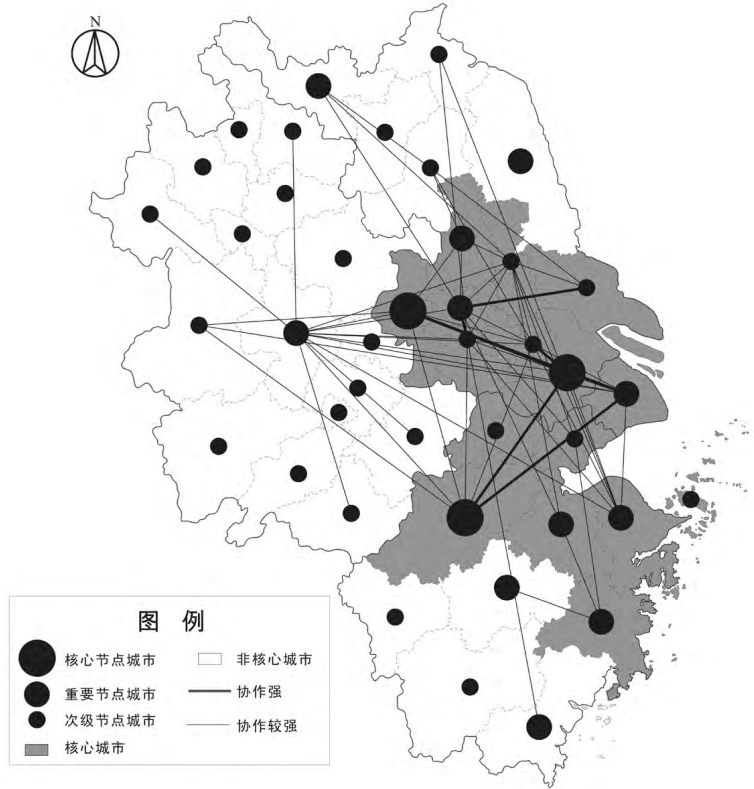 N
图 例
核心节点城市
重要节点城市
次级节点城市
核心城市
非核心城市
协作强
协作较强